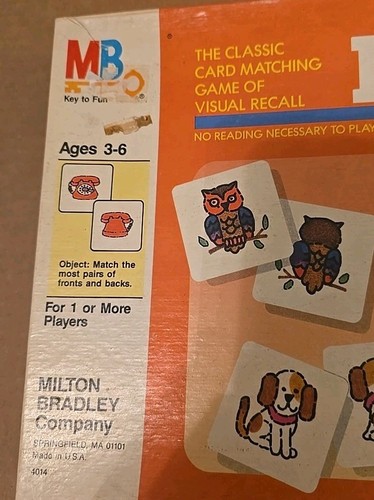 MB
Key to Fun
Ages 3-6
Object: Match the
most pairs of
fronts and backs.
For 1 or More
Players
MILTON
BRADLEY
Company
SPRINGFIELD, MA 01101
Made in U.S.A.
4014
THE CLASSIC
CARD MATCHING
GAME OF
VISUAL RECALL
NO READING NECESSARY TO PLAY